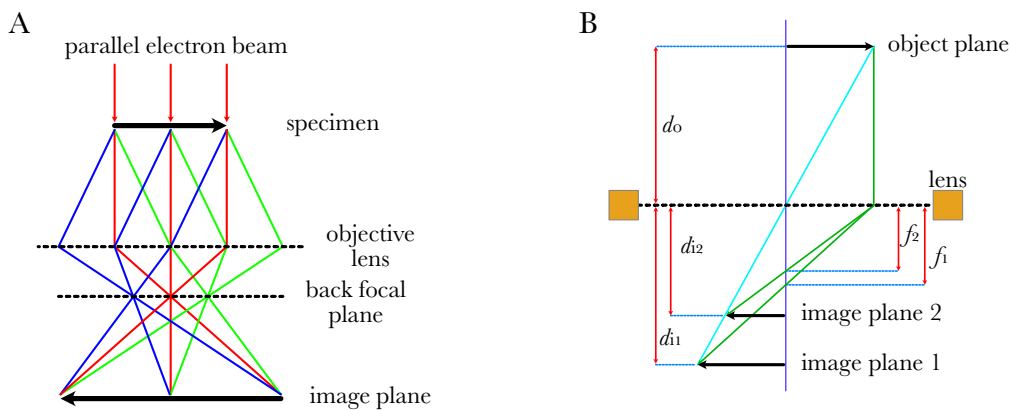 A
parallel electron beam
specimen
objective
lens
back focal
plane
image plane
B
object plane
do
lens
di2
f2
f1
image plane 2
di1
image plane 1